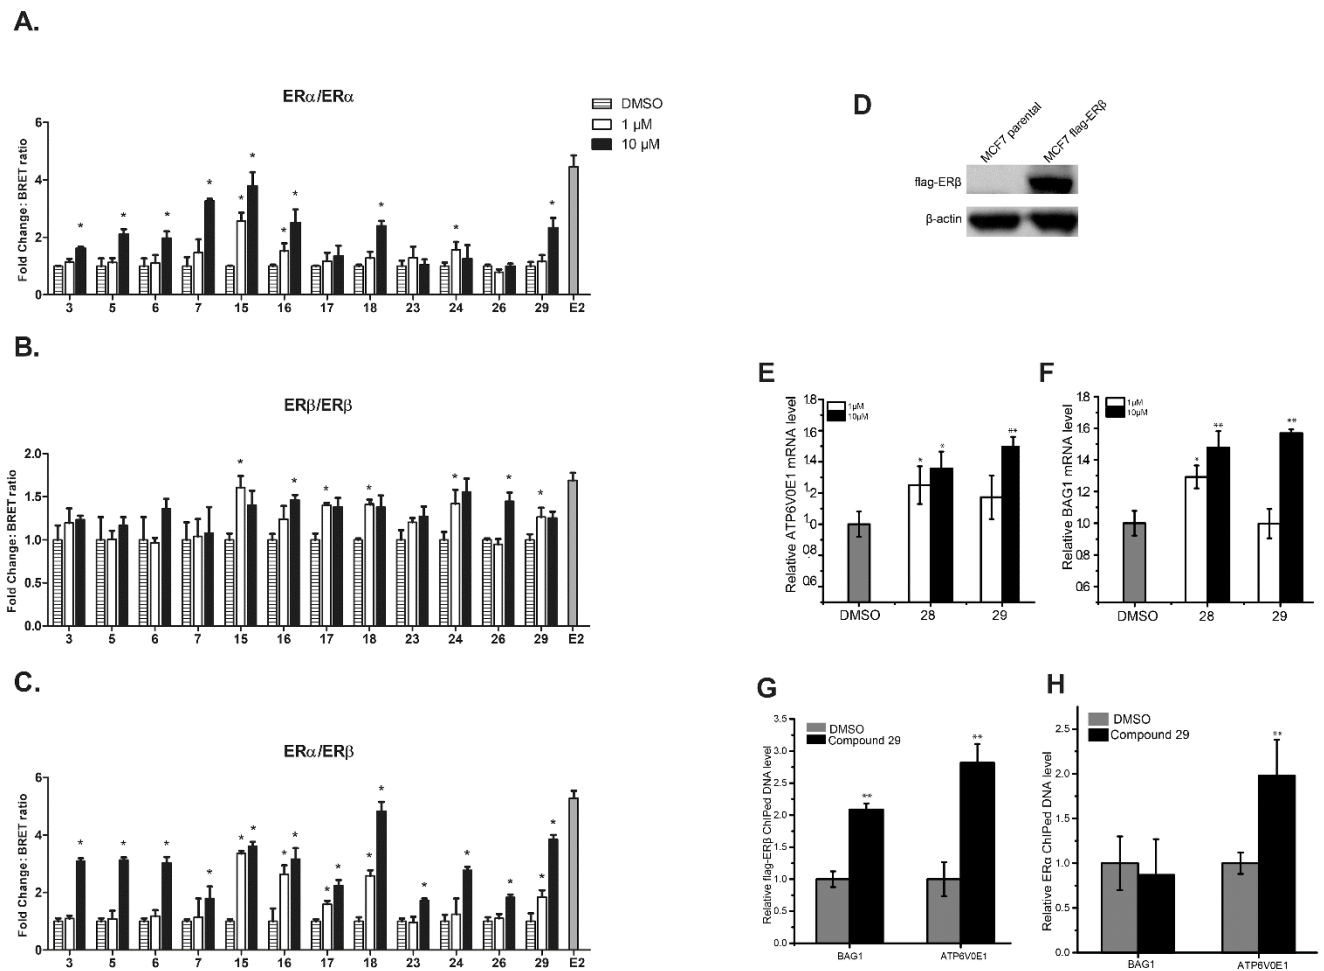 A.
ERα/ERα
DMSO
1 µM
10 µM
Fold Change: BRET ratio
6
4
2
0
3 5 6 7 15 16 17 18 23 24 26 29 E2
* * * * * * * * * * *
B.
ERβ/ERβ
Fold Change: BRET ratio
2.0
1.5
1.0
0.5
0.0
3 5 6 7 15 16 17 18 23 24 26 29 E2
* * * * * * *
C.
ERα/ERβ
Fold Change: BRET ratio
6
4
2
0
3 5 6 7 15 16 17 18 23 24 26 29 E2
* * * * * * * * * * * * * * * * *
D
MCF7 parental
MCF7 flag-ERβ
flag-ERβ
β-actin
E
1µM
10µM
Relative ATP6V0E1 mRNA level
1.8
1.6
1.4
1.2
1.0
0.8
0.6
* * **
DMSO 28 29
F
1µM
10µM
Relative BAG1 mRNA level
1.8
1.6
1.4
1.2
1.0
0.8
0.6
* ** **
DMSO 28 29
G
DMSO
Compound 29
Relative flag-ERβ ChIPed DNA level
3.5
3.0
2.5
2.0
1.5
1.0
0.5
0.0
** **
BAG1 ATP6V0E1
H
DMSO
Compound 29
Relative ERα ChIPed DNA level
2.5
2.0
1.5
1.0
0.5
0.0
**
BAG1 ATP6V0E1